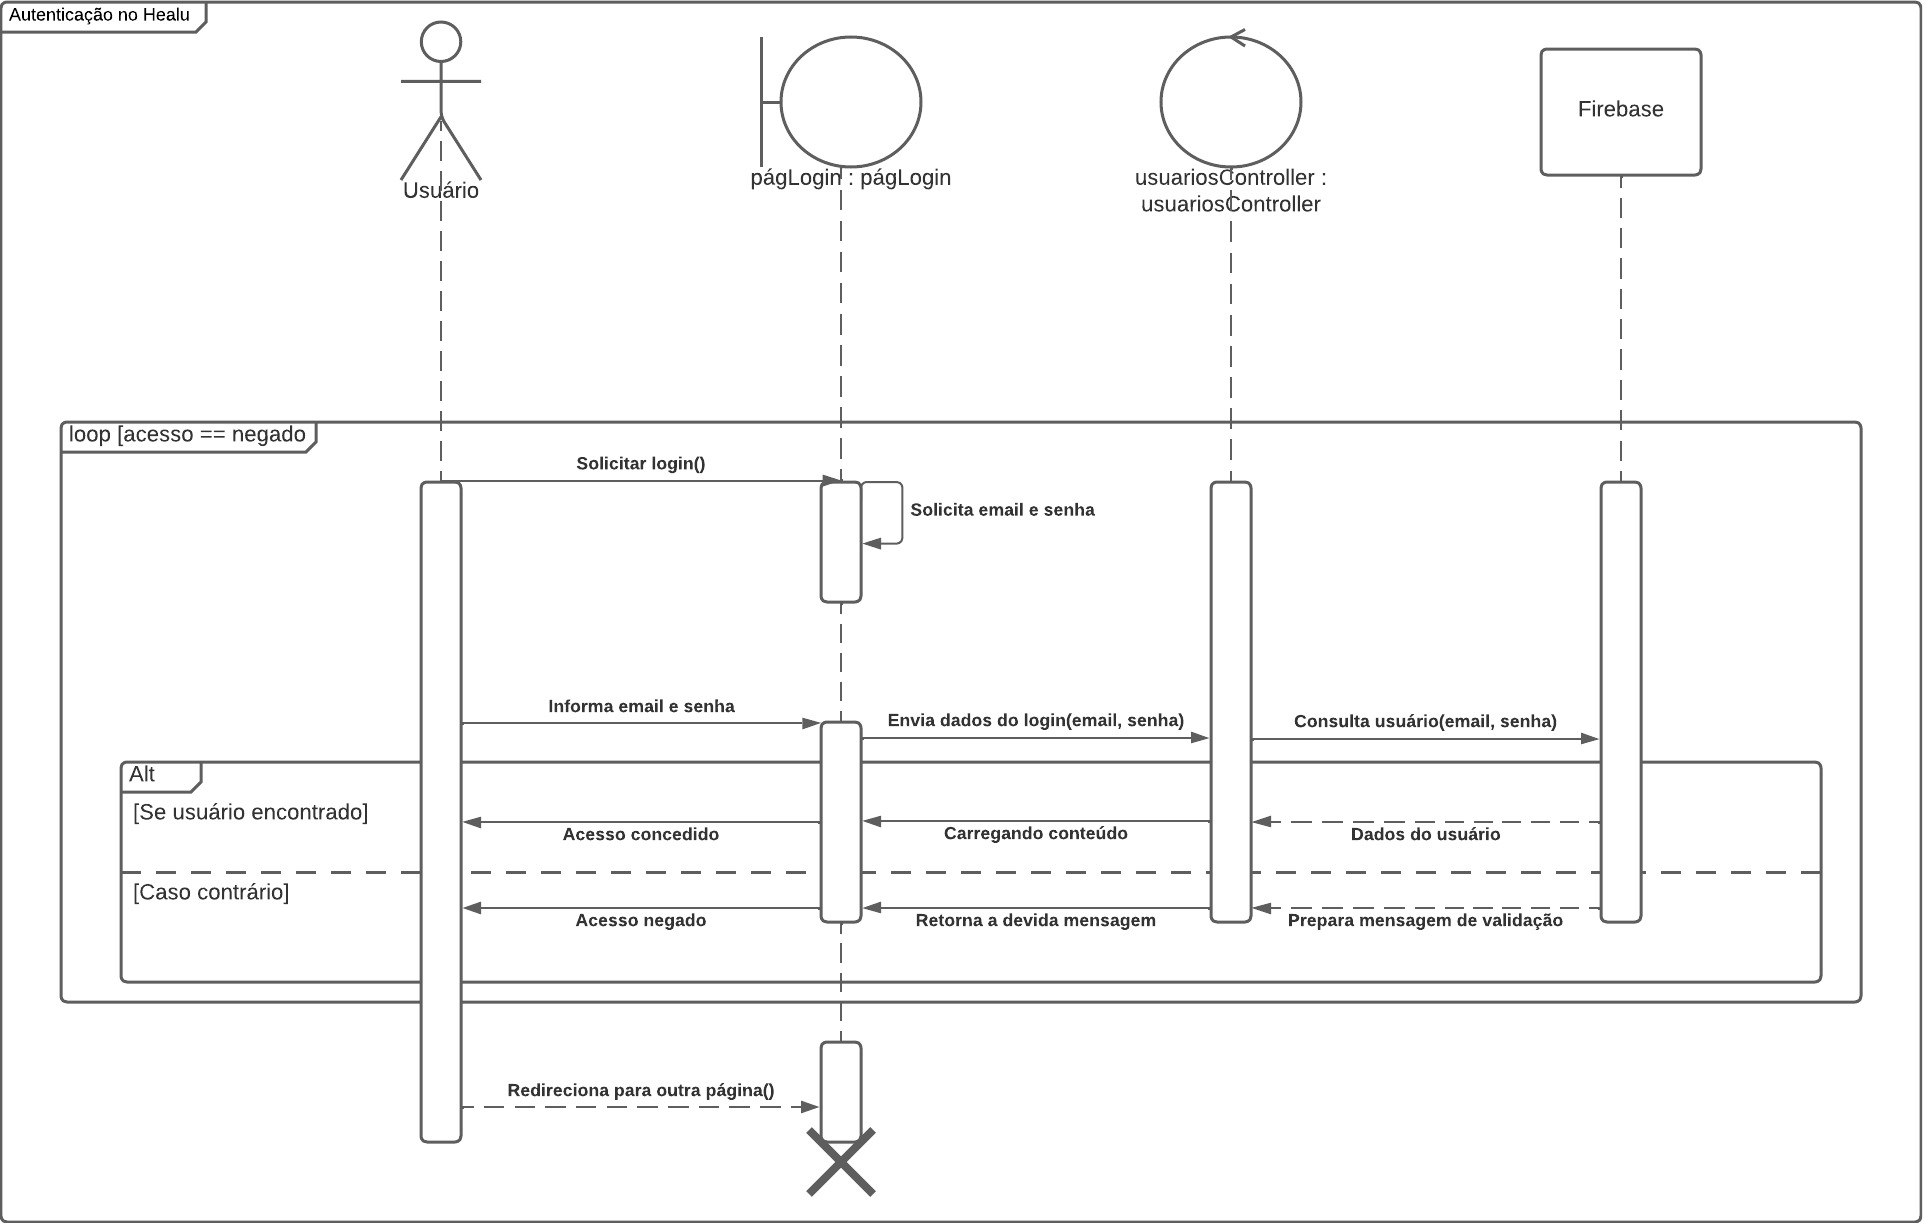 Autenticação no Healu
Usuário
págLogin : págLogin
usuariosController :
usuariosController
Firebase
loop [acesso == negado
Solicitar login()
Solicita email e senha
Informa email e senha
Envia dados do login(email, senha)
Consulta usuário(email, senha)
Alt
[Se usuário encontrado]
Acesso concedido
Carregando conteúdo
Dados do usuário
[Caso contrário]
Acesso negado
Retorna a devida mensagem
Prepara mensagem de validação
Redireciona para outra página()